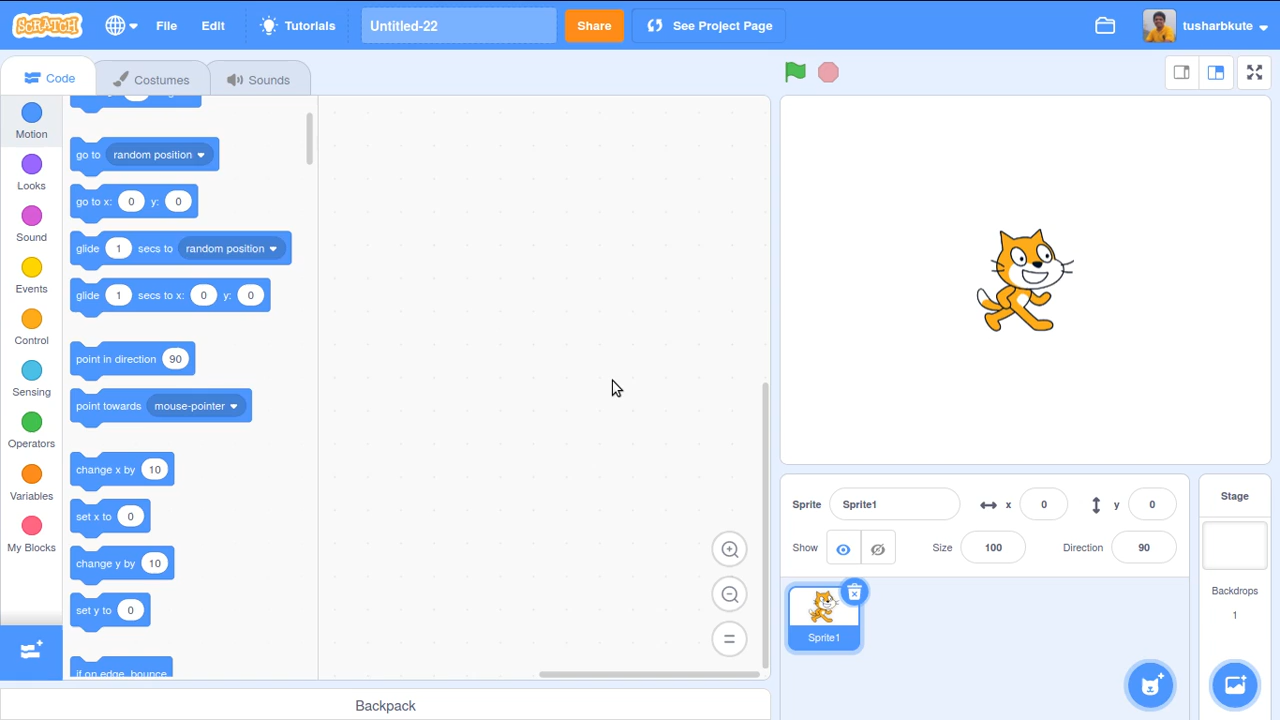 SCRATCH File Edit Tutorials Untitled-22 Share See Project Page tusharbkute
Code Costumes Sounds
Motion
Looks
Sound
Events
Control
Sensing
Operators
Variables
My Blocks
go to random position
go to x: 0 y: 0
glide 1 secs to random position
glide 1 secs to x: 0 y: 0
point in direction 90
point towards mouse-pointer
change x by 10
set x to 0
change y by 10
set y to 0
if on edge, bounce
Backpack
Sprite Sprite1 x 0 y 0
Show Size 100 Direction 90
Sprite1
Stage
Backdrops
1